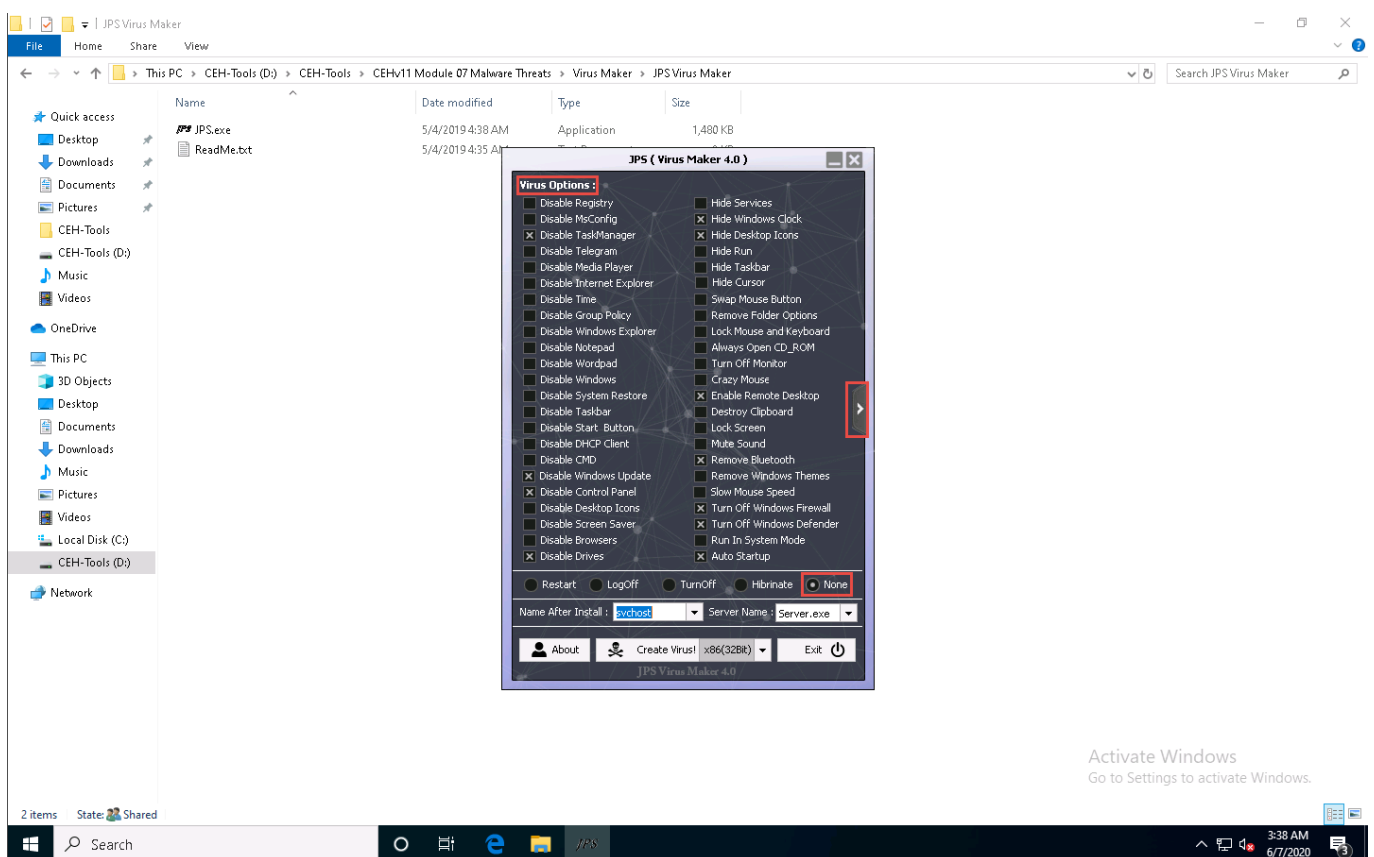 JPS Virus Maker
File Home Share View
This PC > CEH-Tools (D:) > CEH-Tools > CEHv11 Module 07 Malware Threats > Virus Maker > JPS Virus Maker
Search JPS Virus Maker
Name Date modified Type Size
JPS.exe 5/4/2019 4:38 AM Application 1,480 KB
ReadMe.txt 5/4/2019 4:35 AM
Quick access
Desktop
Downloads
Documents
Pictures
CEH-Tools
CEH-Tools (D:)
Music
Videos
OneDrive
This PC
3D Objects
Desktop
Documents
Downloads
Music
Pictures
Videos
Local Disk (C:)
CEH-Tools (D:)
Network
JPS ( Virus Maker 4.0 )
Virus Options :
Disable Registry
Disable MsConfig
Disable TaskManager
Disable Telegram
Disable Media Player
Disable Internet Explorer
Disable Time
Disable Group Policy
Disable Windows Explorer
Disable Notepad
Disable Wordpad
Disable Windows
Disable System Restore
Disable Taskbar
Disable Start Button
Disable DHCP Client
Disable CMD
Disable Windows Update
Disable Control Panel
Disable Desktop Icons
Disable Screen Saver
Disable Browsers
Disable Drives
Hide Services
Hide Windows Clock
Hide Desktop Icons
Hide Run
Hide Taskbar
Hide Cursor
Swap Mouse Button
Remove Folder Options
Lock Mouse and Keyboard
Always Open CD_ROM
Turn Off Monitor
Crazy Mouse
Enable Remote Desktop
Destroy Clipboard
Lock Screen
Mute Sound
Remove Bluetooth
Remove Windows Themes
Slow Mouse Speed
Turn Off Windows Firewall
Turn Off Windows Defender
Run In System Mode
Auto Startup
Restart LogOff TurnOff Hibrinate None
Name After Install : svchost Server Name : Server.exe
About Create Virus! x86(32Bit) Exit
JPS Virus Maker 4.0
Activate Windows
Go to Settings to activate Windows.
2 items State: Shared
Search
JPS
3:38 AM
6/7/2020
3